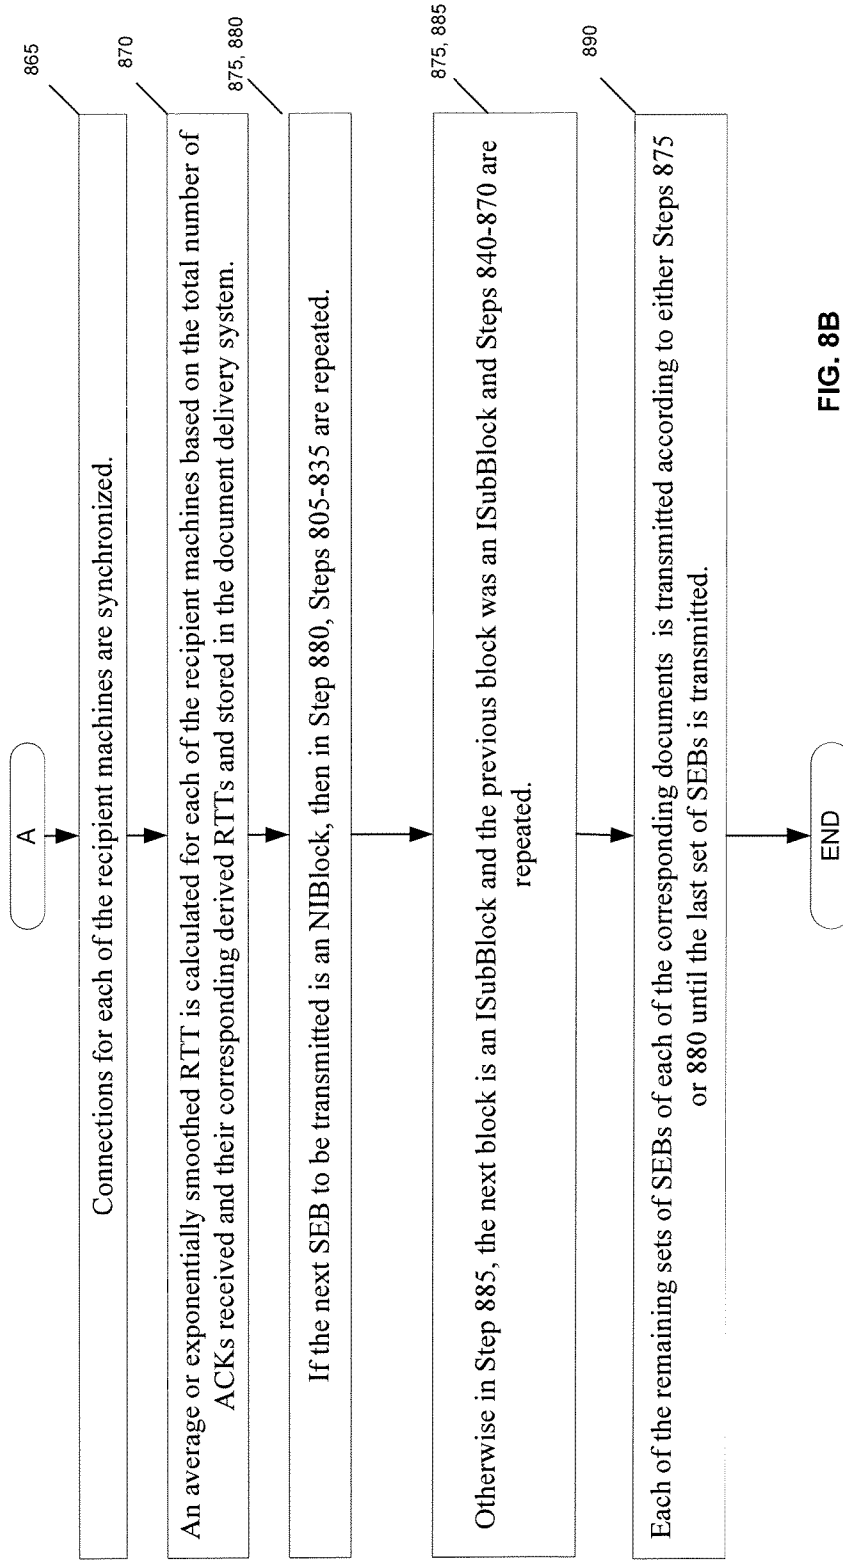 A
865
Connections for each of the recipient machines are synchronized.
870
An average or exponentially smoothed RTT is calculated for each of the recipient machines based on the total number of
ACKs received and their corresponding derived RTTs and stored in the document delivery system.
875, 880
If the next SEB to be transmitted is an NIBlock, then in Step 880, Steps 805-835 are repeated.
875, 885
Otherwise in Step 885, the next block is an ISubBlock and the previous block was an ISubBlock and Steps 840-870 are
repeated.
890
Each of the remaining sets of SEBs of each of the corresponding documents is transmitted according to either Steps 875
or 880 until the last set of SEBs is transmitted.
END
FIG. 8B